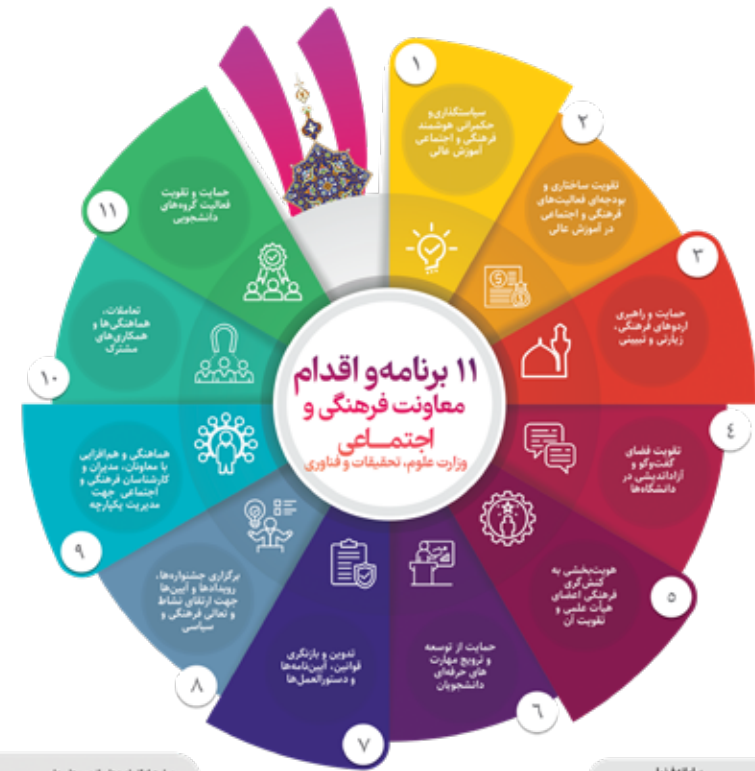 ۱۱ برنامه و اقدام
معاونت فرهنگی و
اجتمـــاعی
وزارت علوم، تحقیقات و فناوری
۱
سیاستگذاری و
حکمرانی هوشمند
فرهنگی و اجتماعی
آموزش عالی
۲
تقویت ساختاری و
بودجه‌ای فعالیت‌های
فرهنگی و اجتماعی
در آموزش عالی
۳
حمایت و راهبری
اردوهای فرهنگی،
زیارتی و تبیینی
٤
تقویت فضای
گفت‌وگو و
آزاداندیشی در
دانشگاه‌ها
۵
هویت‌بخشی به
کنش‌گری
فرهنگی اعضای
هیأت علمی و
تقویت آن
٦
حمایت از توسعه
و ترویج مهارت
های حرفه‌ای
دانشجویان
۷
تدوین و بازنگری
قوانین، آیین‌نامه‌ها
و دستورالعمل‌ها
۸
برگزاری جشنواره‌ها،
رویدادها و آیین‌ها
جهت ارتقای نشاط
و تعالی فرهنگی و
سیاسی
۹
هماهنگی و هم‌افزایی
با معاونان، مدیران و
کارشناسان فرهنگی و
اجتماعی جهت
مدیریت یکپارچه
۱۰
تعاملات،
هماهنگی‌ها و
همکاری‌های
مشترک
۱۱
حمایت و تقویت
فعالیت گروه‌های
دانشجویی